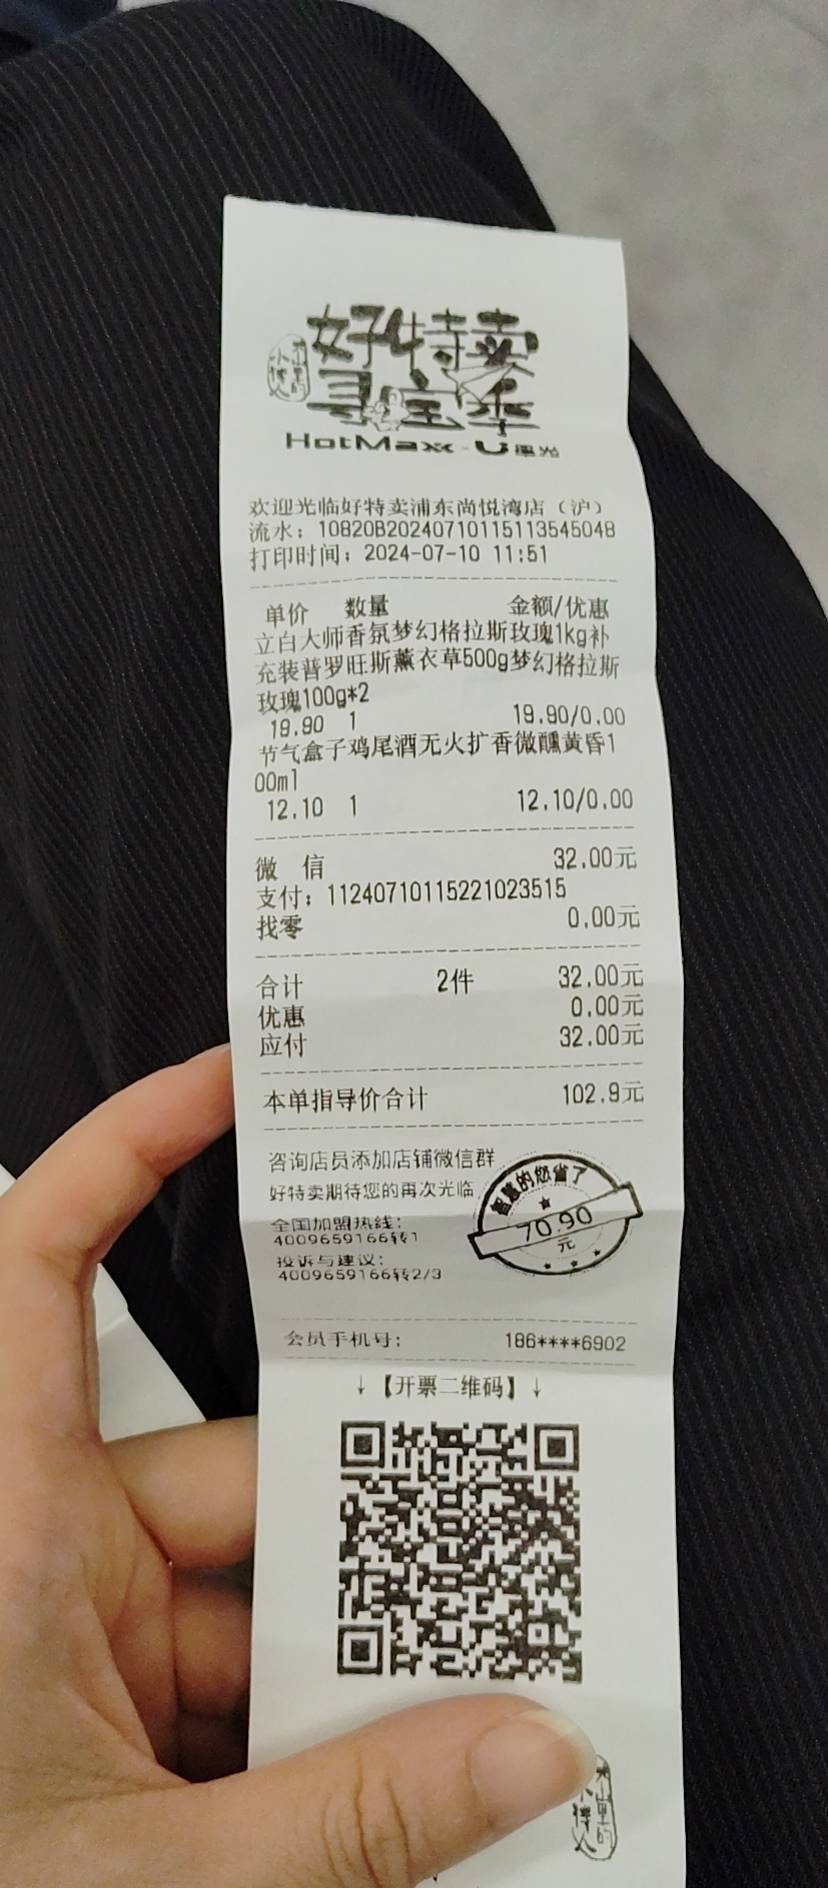 好特卖
寻宝季
HotMaxx-U
欢迎光临好特卖浦东尚悦湾店（沪）
流水：10820B20240710115113545048
打印时间：2024-07-10 11:51
单价 数量 金额/优惠
立白大师香氛梦幻格拉斯玫瑰1kg补
充装普罗旺斯薰衣草500g梦幻格拉斯
玫瑰100g*2
19.90 1 19.90/0.00
节气盒子鸡尾酒无火扩香微醺黄昏1
00ml
12.10 1 12.10/0.00
微 信 32.00元
支付：112407101152210235​15
找零 0.00元
合计 2件 32.00元
优惠 0.00元
应付 32.00元
本单指导价合计 102.9元
咨询店员添加店铺微信群
好特卖期待您的再次光临
全国加盟热线：
4009659166转1
投诉与建议：
4009659166转2/3
智慧的您省了
70.90
元
会员手机号： 186****6902
↓【开票二维码】↓